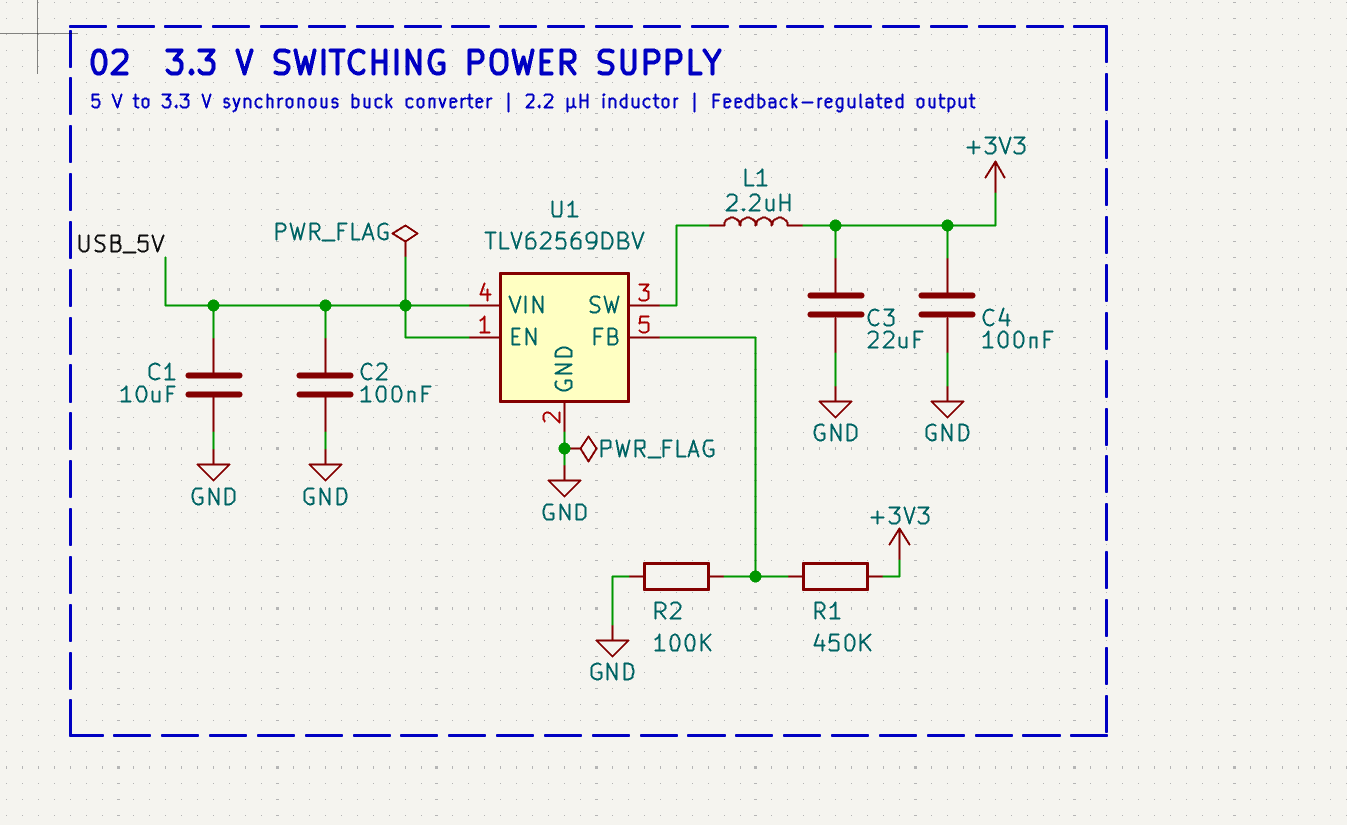 02 3.3 V SWITCHING POWER SUPPLY
5 V to 3.3 V synchronous buck converter | 2.2 µH inductor | Feedback-regulated output
+3V3
L1
2.2uH
U1
TLV62569DBV
PWR_FLAG
USB_5V
4
VIN
SW
3
1
EN
FB
5
GND
2
C1
10uF
C2
100nF
C3
22uF
C4
100nF
GND
GND
PWR_FLAG
GND
GND
GND
+3V3
R2
100K
R1
450K
GND